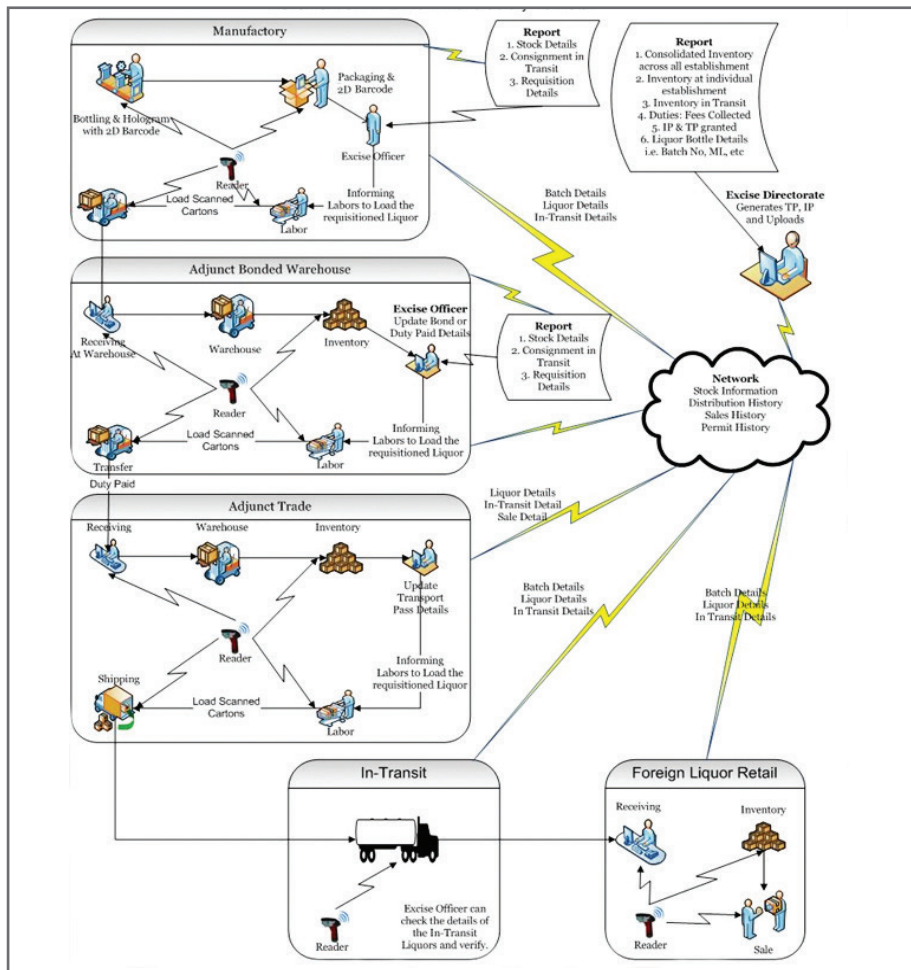 Manufactory
Packaging &
2D Barcode
Bottling & Hologram
with 2D Barcode
Excise Officer
Reader
Load Scanned
Cartons
Labor
Informing
Labors to Load the
requisitioned Liquor
Report
1. Stock Details
2. Consignment in
Transit
3. Requisition
Details
Report
1. Consolidated Inventory
across all establishment
2. Inventory at individual
establishment
3. Inventory in Transit
4. Duties: Fees Collected
5. IP & TP granted
6. Liquor Bottle Details
i.e. Batch No, ML, etc
Batch Details
Liquor Details
In-Transit Details
Excise Directorate
Generates TP, IP
and Uploads
Adjunct Bonded Warehouse
Receiving
At Warehouse
Warehouse
Inventory
Excise Officer
Update Bond or
Duty Paid Details
Reader
Load Scanned
Cartons
Transfer
Labor
Informing
Labors to Load the
requisitioned Liquor
Report
1. Stock Details
2. Consignment in
Transit
3. Requisition
Details
Network
Stock Information
Distribution History
Sales History
Permit History
Duty Paid
Adjunct Trade
Receiving
Warehouse
Inventory
Update
Transport
Pass Details
Reader
Shipping
Load Scanned
Cartons
Labor
Informing
Labors to Load the
requisitioned Liquor
Liquor Details
In-Transit Detail
Sale Detail
Batch Details
Liquor Details
In Transit Details
Batch Details
Liquor Details
In Transit Details
In-Transit
Reader
Excise Officer can
check the details
of the
In-Transit
Liquors and verify.
Foreign Liquor Retail
Receiving
Inventory
Reader
Sale